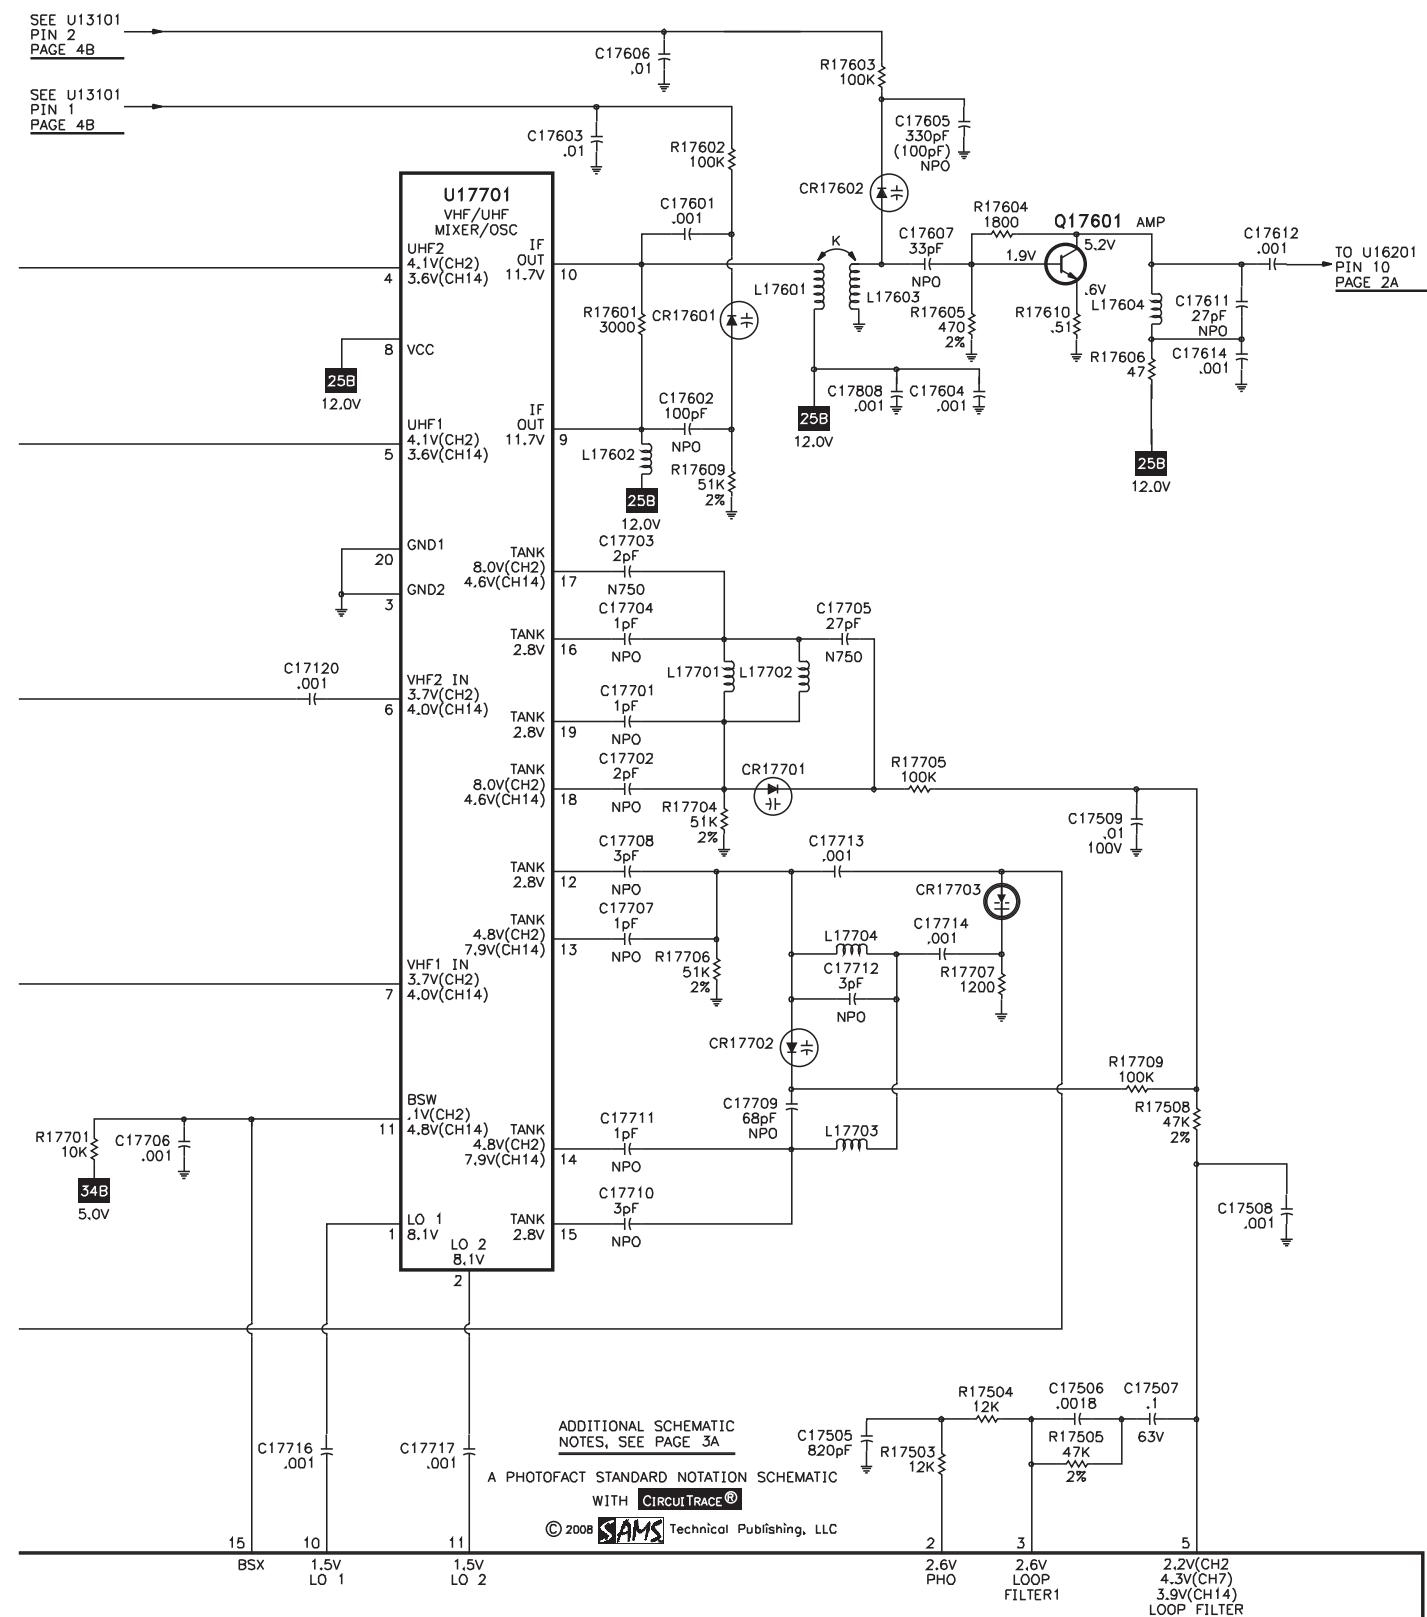 SEE U13101
PIN 2
PAGE 4B
C17606
.01
R17603
100K
SEE U13101
PIN 1
PAGE 4B
C17603
.01
R17602
100K
C17605
330pF
(100pF)
NPO
CR17602
U17701
VHF/UHF
MIXER/OSC
C17601
.001
R17604
1800
Q17601 AMP
C17607
33pF
NPO
K
5.2V
1.9V
.6V
C17612
.001
TO U16201
PIN 10
PAGE 2A
UHF2
4.1V(CH2)
3.6V(CH14)
4
IF
OUT
11.7V
10
L17601
L17603
R17601
3000
CR17601
R17605
470
2%
R17610
.51
L17604
C17611
27pF
NPO
8
VCC
25B
12.0V
R17606
47
C17614
.001
C17808
.001
C17604
.001
25B
12.0V
C17602
100pF
NPO
UHF1
4.1V(CH2)
3.6V(CH14)
5
IF
OUT
11.7V
9
L17602
R17609
51K
2%
25B
12.0V
25B
12.0V
GND1
20
GND2
3
TANK
8.0V(CH2)
4.6V(CH14)
17
C17703
2pF
N750
C17704
1pF
NPO
TANK
2.8V
16
C17705
27pF
N750
L17701
L17702
C17120
.001
VHF2 IN
3.7V(CH2)
4.0V(CH14)
6
C17701
1pF
NPO
TANK
2.8V
19
C17702
2pF
NPO
TANK
8.0V(CH2)
4.6V(CH14)
18
CR17701
R17705
100K
R17704
51K
2%
C17509
.01
100V
C17708
3pF
NPO
TANK
2.8V
12
C17713
.001
CR17703
C17707
1pF
NPO
TANK
4.8V(CH2)
7.9V(CH14)
13
R17706
51K
2%
L17704
C17714
.001
C17712
3pF
NPO
R17707
1200
VHF1 IN
3.7V(CH2)
4.0V(CH14)
7
CR17702
R17709
100K
R17508
47K
2%
BSW
.1V(CH2)
4.8V(CH14)
11
R17701
10K
C17706
.001
34B
5.0V
TANK
4.8V(CH2)
7.9V(CH14)
14
C17711
1pF
NPO
C17709
68pF
NPO
L17703
C17710
3pF
NPO
TANK
2.8V
15
C17508
.001
LO 1
8.1V
1
LO 2
8.1V
2
C17716
.001
C17717
.001
ADDITIONAL SCHEMATIC
NOTES, SEE PAGE 3A
A PHOTOFACT STANDARD NOTATION SCHEMATIC
WITH CIRCUITRACE®
© 2008 SAMS Technical Publishing, LLC
C17505
820pF
R17503
12K
R17504
12K
C17506
.0018
R17505
47K
2%
C17507
.1
63V
15
BSX
10
1.5V
LO 1
11
1.5V
LO 2
2
2.6V
PHO
3
2.6V
LOOP
FILTER1
5
2.2V(CH2
4.3V(CH7)
3.9V(CH14)
LOOP FILTER